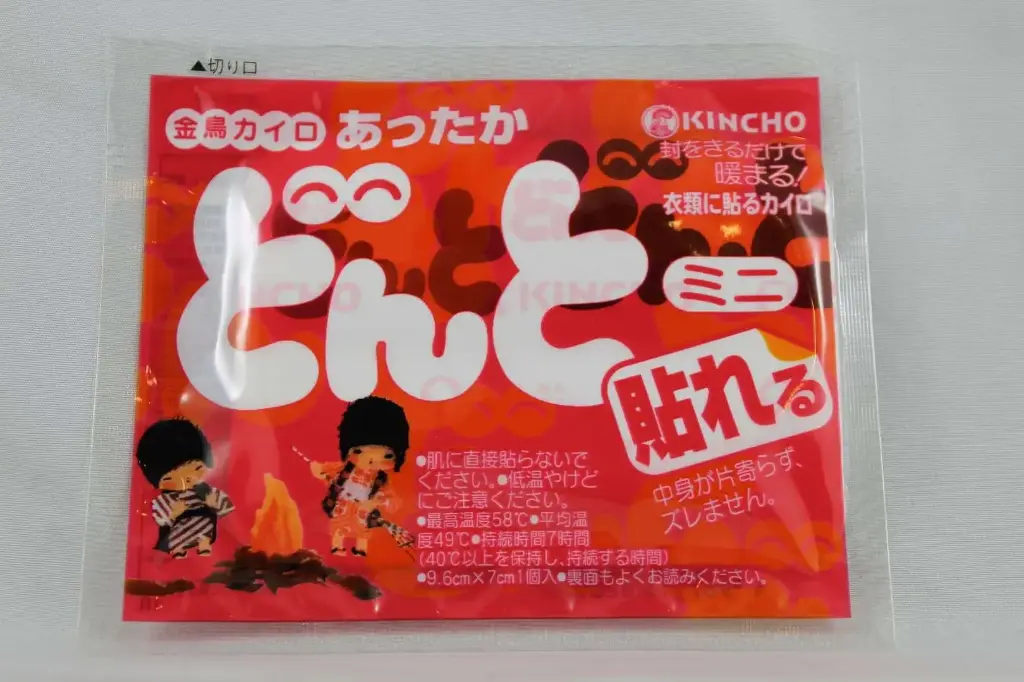 ▲切り口
金鳥カイロ あったか
KINCHO
封をきるだけで
暖まる!
衣類に貼るカイロ
どんと
ミニ
貼れる
中身が片寄らず、
ズレません。
●肌に直接貼らないで
ください。●低温やけど
にご注意ください。
●最高温度58℃●平均温
度49℃●持続時間7時間
(40℃以上を保持し、持続する時間)
●9.6cm×7cm1個入●裏面もよくお読みください。